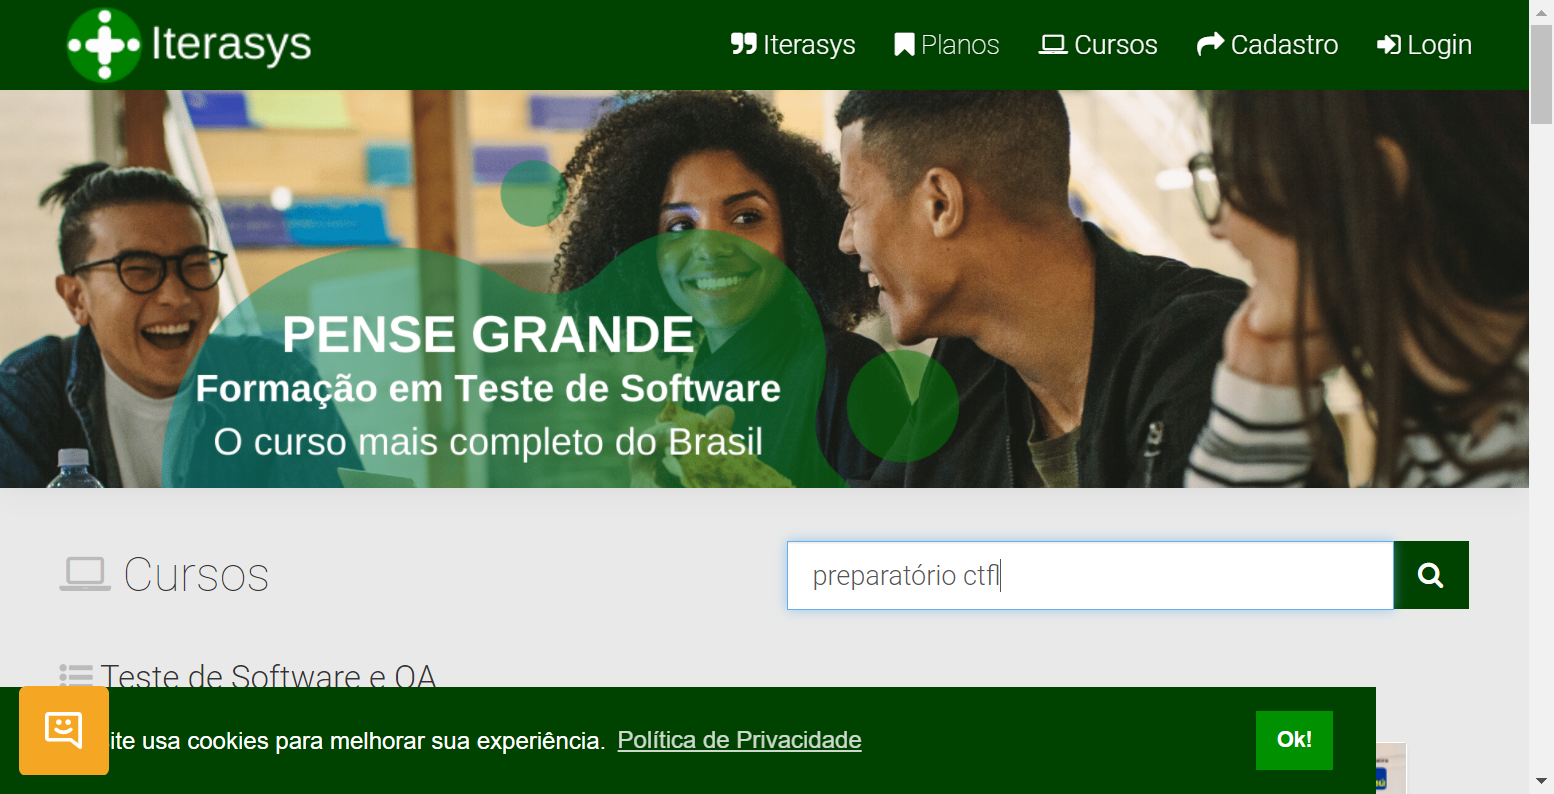 Iterasys
Iterasys
Planos
Cursos
Cadastro
Login
PENSE GRANDE
Formação em Teste de Software
O curso mais completo do Brasil
Cursos
preparatório ctfl
Teste de Software e QA
ite usa cookies para melhorar sua experiência. Política de Privacidade
Ok!